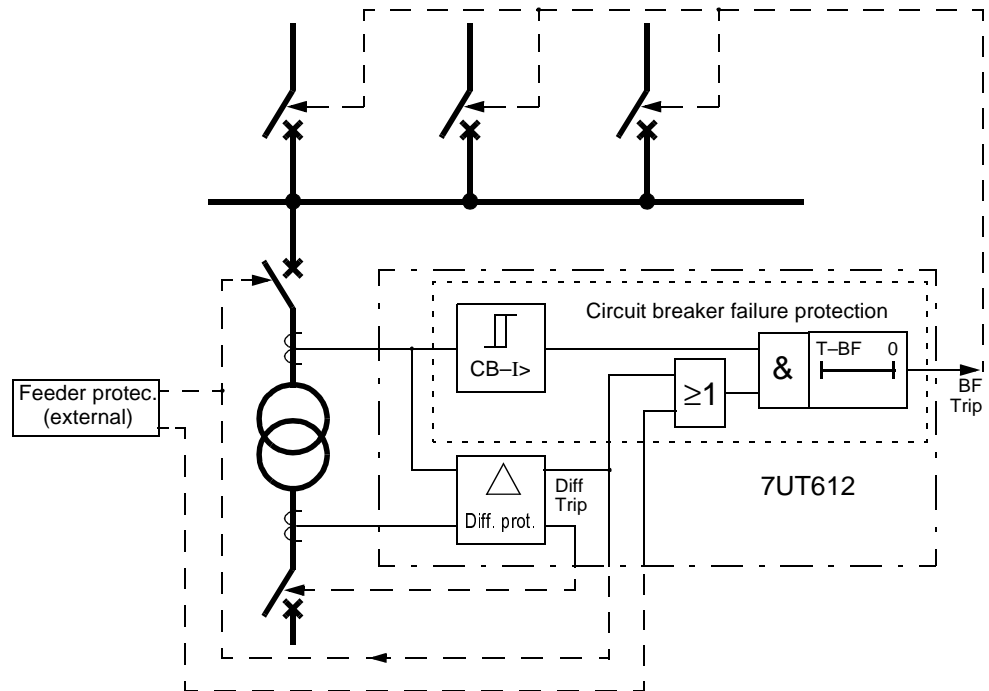 Circuit breaker failure protection
CB–I>
T–BF 0
&
≥1
BF
Trip
Feeder protec.
(external)
Diff
Trip
Diff. prot.
7UT612